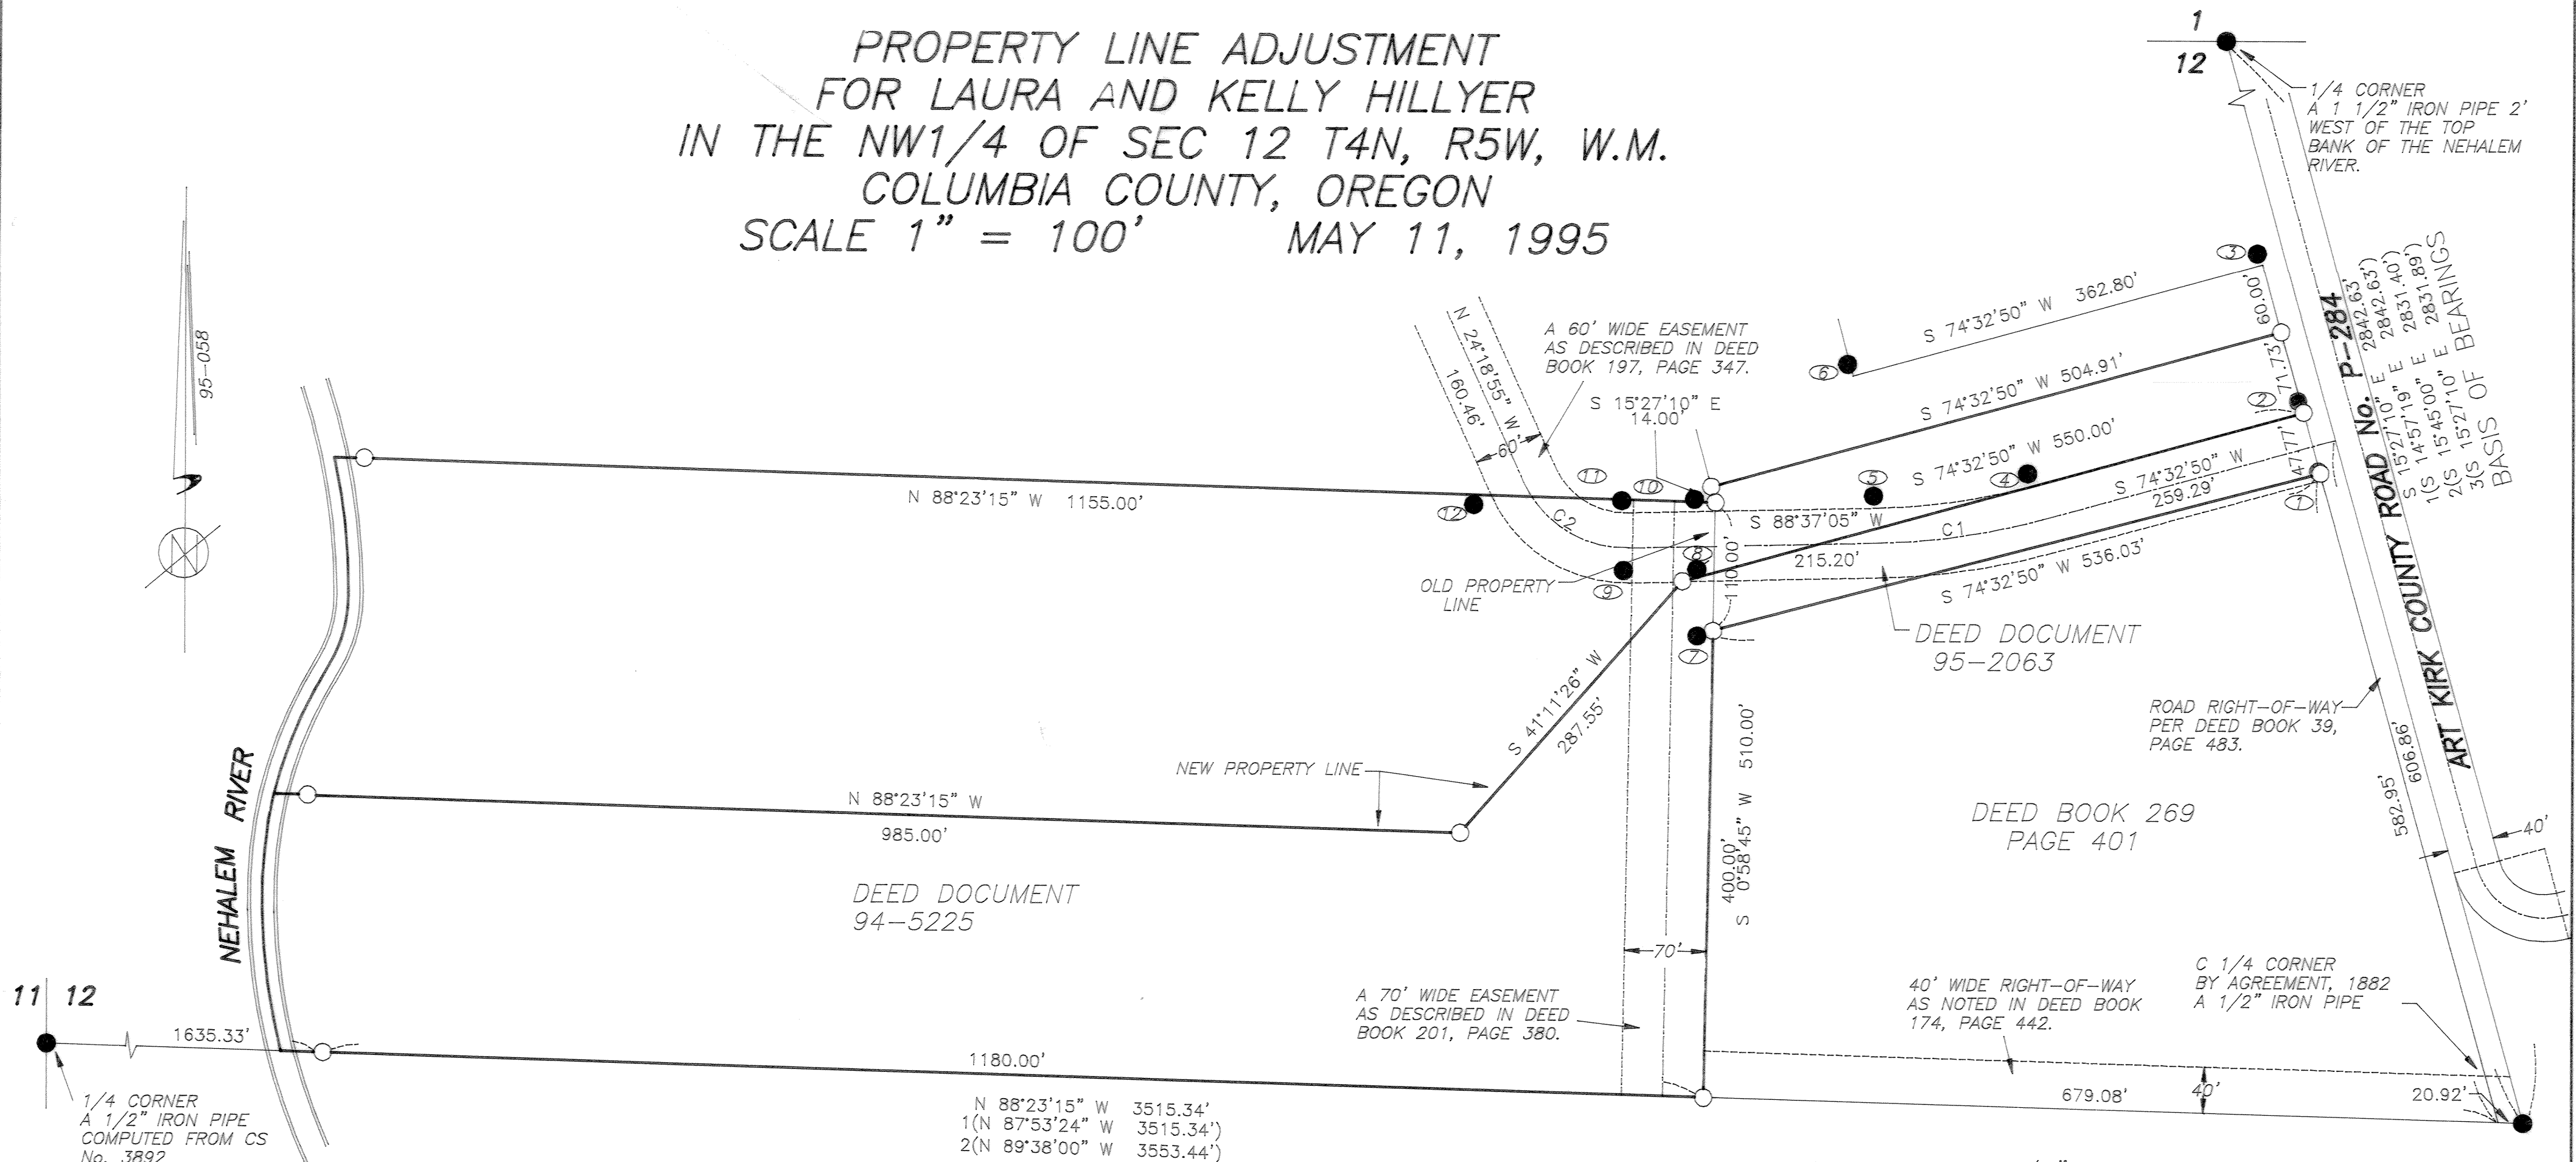 PROPERTY LINE ADJUSTMENT
FOR LAURA AND KELLY HILLYER
IN THE NW1/4 OF SEC 12 T4N, R5W, W.M.
COLUMBIA COUNTY, OREGON
SCALE 1" = 100' MAY 11, 1995
1
12
1/4 CORNER
A 1 1/2" IRON PIPE 2'
WEST OF THE TOP
BANK OF THE NEHALEM
RIVER.
95-058
N
3
S 74°32'50" W 362.80'
60.00'
6
S 74°32'50" W 504.91'
71.73'
2
S 74°32'50" W 550.00'
47.77'
S 74°32'50" W
259.29'
1
S 74°32'50" W 536.03'
ART KIRK COUNTY ROAD No. P-284
S 15°27'10" E 2842.63'
1(S 14°57'19" E 2842.63')
2(S 15°45'00" E 2831.40')
3(S 15°27'10" E 2831.89')
BASIS OF BEARINGS
N 24°18'55" W
160.46'
60'
A 60' WIDE EASEMENT
AS DESCRIBED IN DEED
BOOK 197, PAGE 347.
S 15°27'10" E
14.00'
11
10
12
5
4
C2
C1
S 88°37'05" W
215.20'
8
9
110.00'
7
OLD PROPERTY
LINE
N 88°23'15" W 1155.00'
DEED DOCUMENT
95-2063
S 41°11'26" W
287.55'
NEW PROPERTY LINE
N 88°23'15" W
985.00'
NEHALEM RIVER
DEED DOCUMENT
94-5225
400.00'
S 0°58'45" W 510.00'
70'
DEED BOOK 269
PAGE 401
ROAD RIGHT-OF-WAY
PER DEED BOOK 39,
PAGE 483.
582.95'
606.86'
40'
A 70' WIDE EASEMENT
AS DESCRIBED IN DEED
BOOK 201, PAGE 380.
40' WIDE RIGHT-OF-WAY
AS NOTED IN DEED BOOK
174, PAGE 442.
C 1/4 CORNER
BY AGREEMENT, 1882
A 1/2" IRON PIPE
11 12
1635.33'
1180.00'
679.08'
40'
20.92'
1/4 CORNER
A 1/2" IRON PIPE
COMPUTED FROM CS
No. 3892
N 88°23'15" W 3515.34'
1(N 87°53'24" W 3515.34')
2(N 89°38'00" W 3553.44')